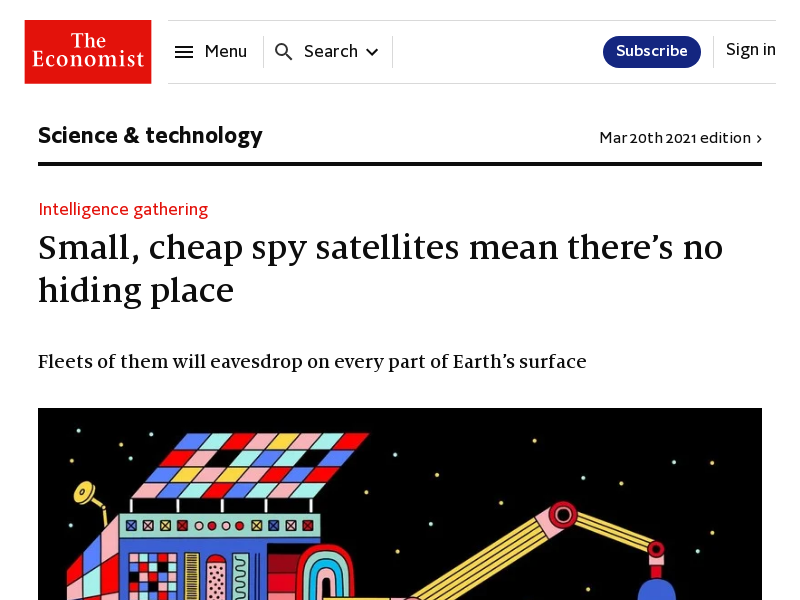 The
Economist
Menu
Search
Subscribe
Sign in
Science & technology
Mar 20th 2021 edition ›
Intelligence gathering
Small, cheap spy satellites mean there’s no
hiding place
Fleets of them will eavesdrop on every part of Earth’s surface